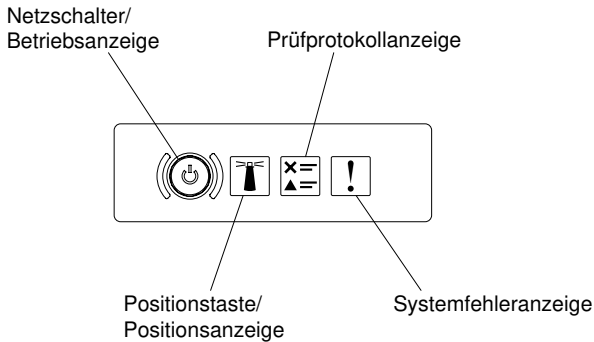 Netzschalter/
Betriebsanzeige
Prüfprotokollanzeige
Positionstaste/
Positionsanzeige
Systemfehleranzeige